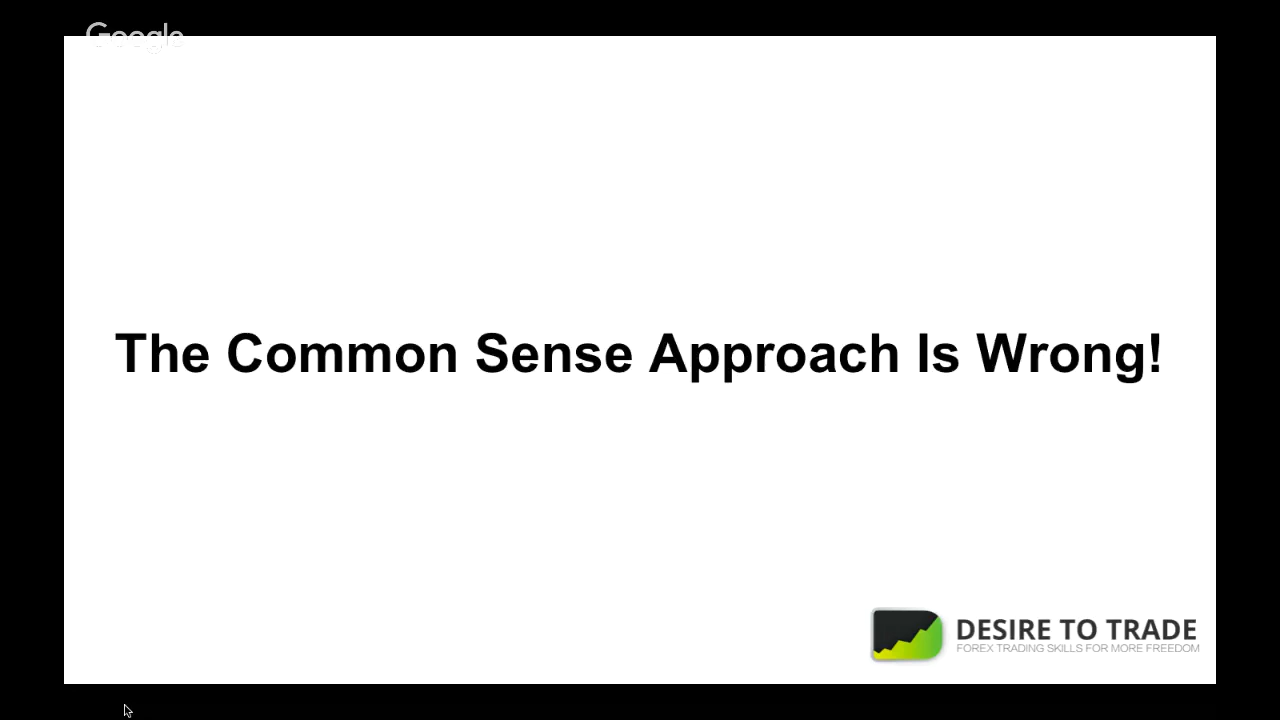 Google
The Common Sense Approach Is Wrong!
DESIRE TO TRADE
FOREX TRADING SKILLS FOR MORE FREEDOM